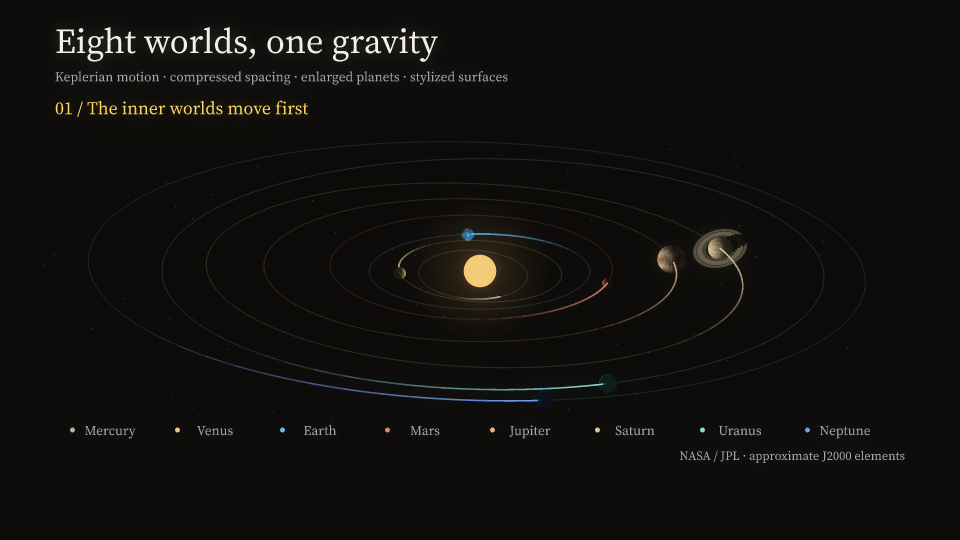 Eight worlds, one gravity
Keplerian motion · compressed spacing · enlarged planets · stylized surfaces
01 / The inner worlds move first
Mercury Venus Earth Mars Jupiter Saturn Uranus Neptune
NASA / JPL · approximate J2000 elements